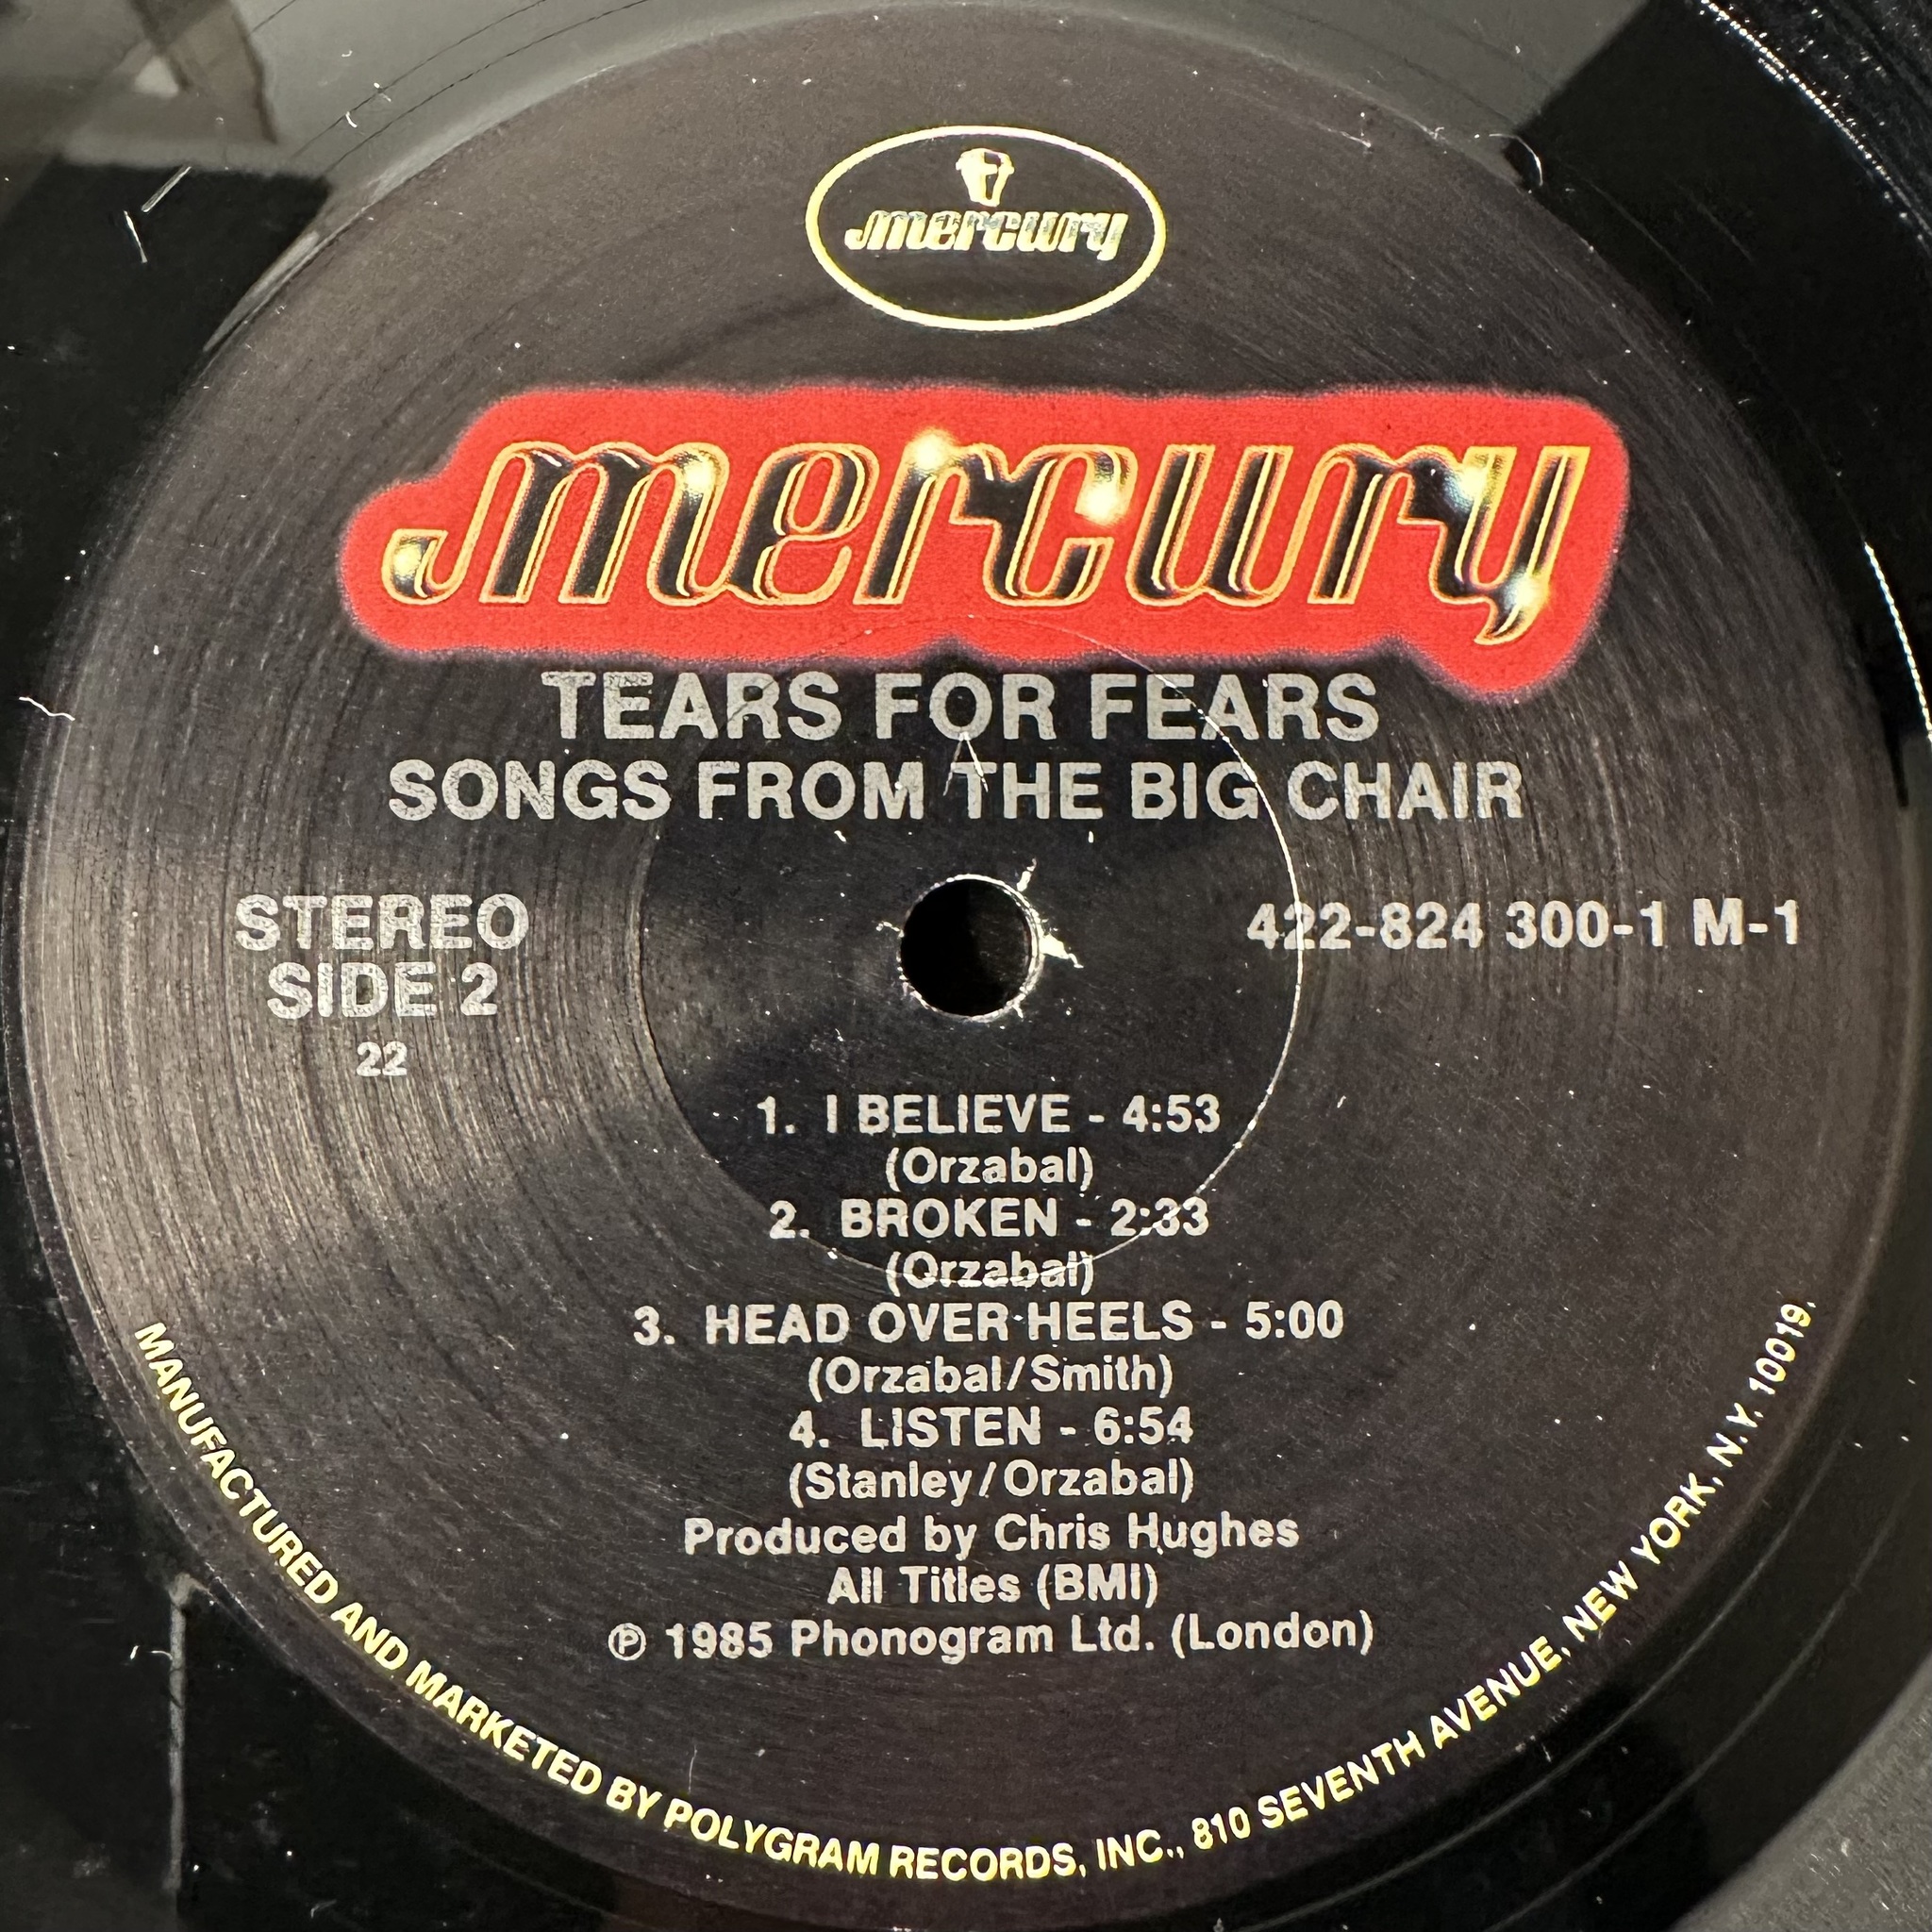 mercury
mercury
TEARS FOR FEARS
SONGS FROM THE BIG CHAIR
STEREO
SIDE 2
22
422-824 300-1 M-1
1. I BELIEVE - 4:53
(Orzabal)
2. BROKEN - 2:33
(Orzabal)
3. HEAD OVER HEELS - 5:00
(Orzabal/Smith)
4. LISTEN - 6:54
(Stanley/Orzabal)
Produced by Chris Hughes
All Titles (BMI)
℗ 1985 Phonogram Ltd. (London)
MANUFACTURED AND MARKETED BY POLYGRAM RECORDS, INC., 810 SEVENTH AVENUE, NEW YORK, N.Y. 10019.